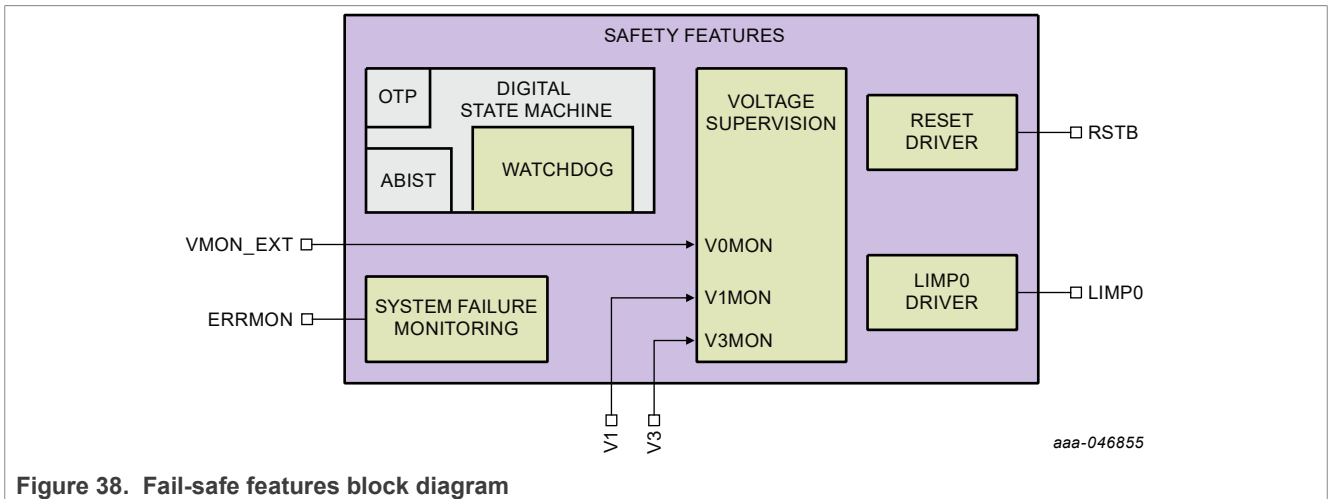 SAFETY FEATURES
OTP
DIGITAL
STATE MACHINE
ABIST
WATCHDOG
VOLTAGE
SUPERVISION
RESET
DRIVER
RSTB
VMON_EXT
V0MON
V1MON
V3MON
ERRMON
SYSTEM FAILURE
MONITORING
LIMP0
DRIVER
LIMP0
V1
V3
aaa-046855
Figure 38. Fail-safe features block diagram